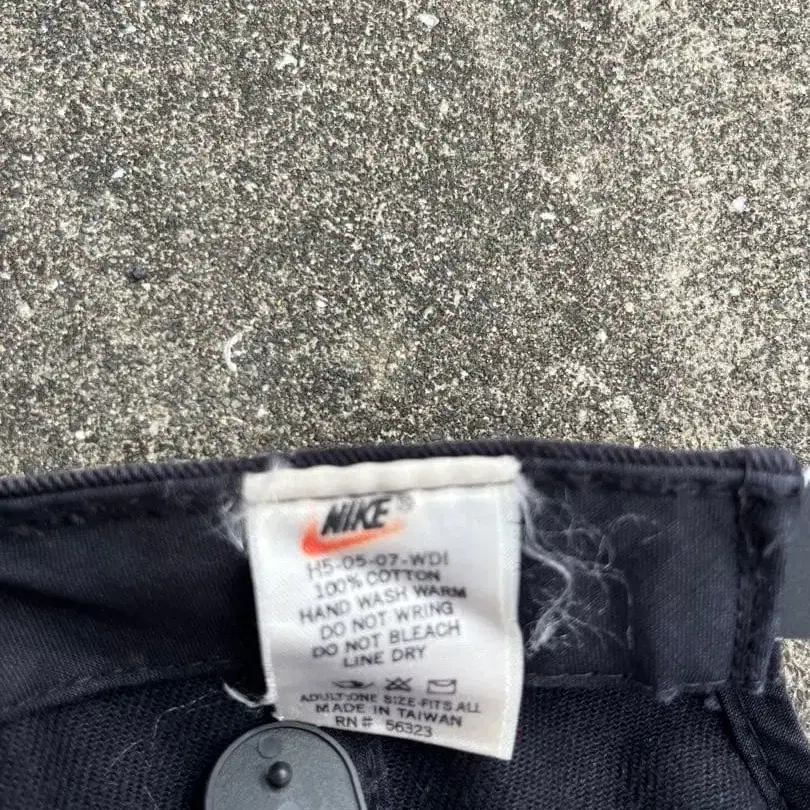 NIKE®
H5-05-07-WDI
100% COTTON
HAND WASH WARM
DO NOT WRING
DO NOT BLEACH
LINE DRY
ADULT:ONE SIZE-FITS ALL
MADE IN TAIWAN
RN# 56323